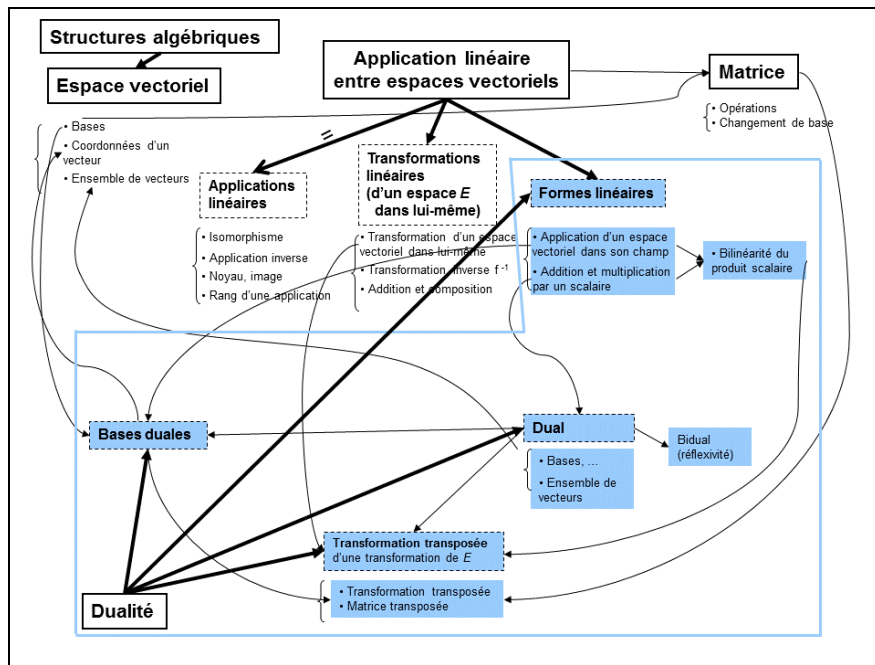 Structures algébriques
Espace vectoriel
Application linéaire
entre espaces vectoriels
Matrice
• Opérations
• Changement de base
• Bases
• Coordonnées d'un
vecteur
• Ensemble de vecteurs
=
Applications
linéaires
• Isomorphisme
• Application inverse
• Noyau, image
• Rang d'une application
Transformations
linéaires
(d'un espace E
dans lui-même)
• Transformation d'un espace
vectoriel dans lui-même
• Transformation inverse f ⁻¹
• Addition et composition
Formes linéaires
• Application d'un espace
vectoriel dans son champ
• Addition et multiplication
par un scalaire
• Bilinéarité du
produit scalaire
Bases duales
Dual
• Bases, ...
• Ensemble de
vecteurs
Bidual
(réflexivité)
Transformation transposée
d'une transformation de E
• Transformation transposée
• Matrice transposée
Dualité